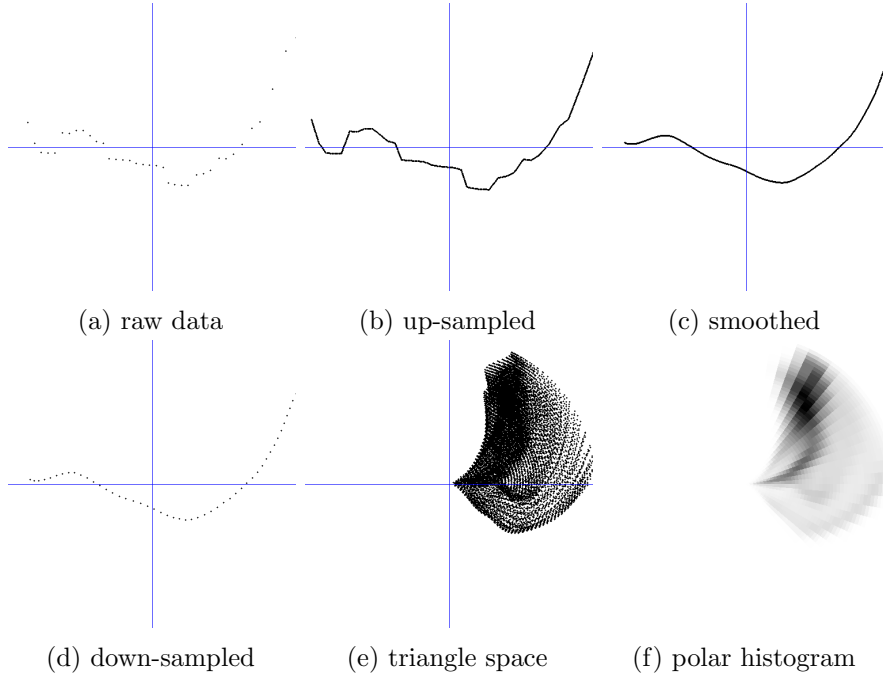 (a) raw data
(b) up-sampled
(c) smoothed
(d) down-sampled
(e) triangle space
(f) polar histogram